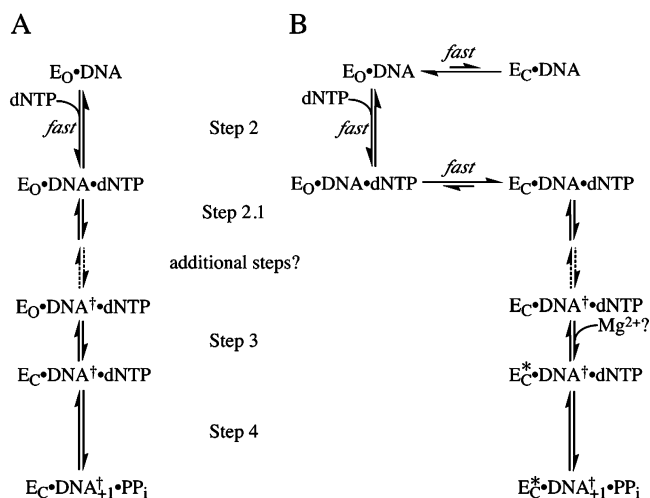 A
B
E_O•DNA
dNTP
fast
Step 2
E_O•DNA
fast
E_C•DNA
dNTP
fast
E_O•DNA•dNTP
E_O•DNA•dNTP
fast
E_C•DNA•dNTP
Step 2.1
additional steps?
E_O•DNA†•dNTP
E_C•DNA†•dNTP
Step 3
Mg²⁺?
E_C•DNA†•dNTP
E_C*•DNA†•dNTP
Step 4
E_C•DNA†₊₁•PP_i
E_C*•DNA†₊₁•PP_i